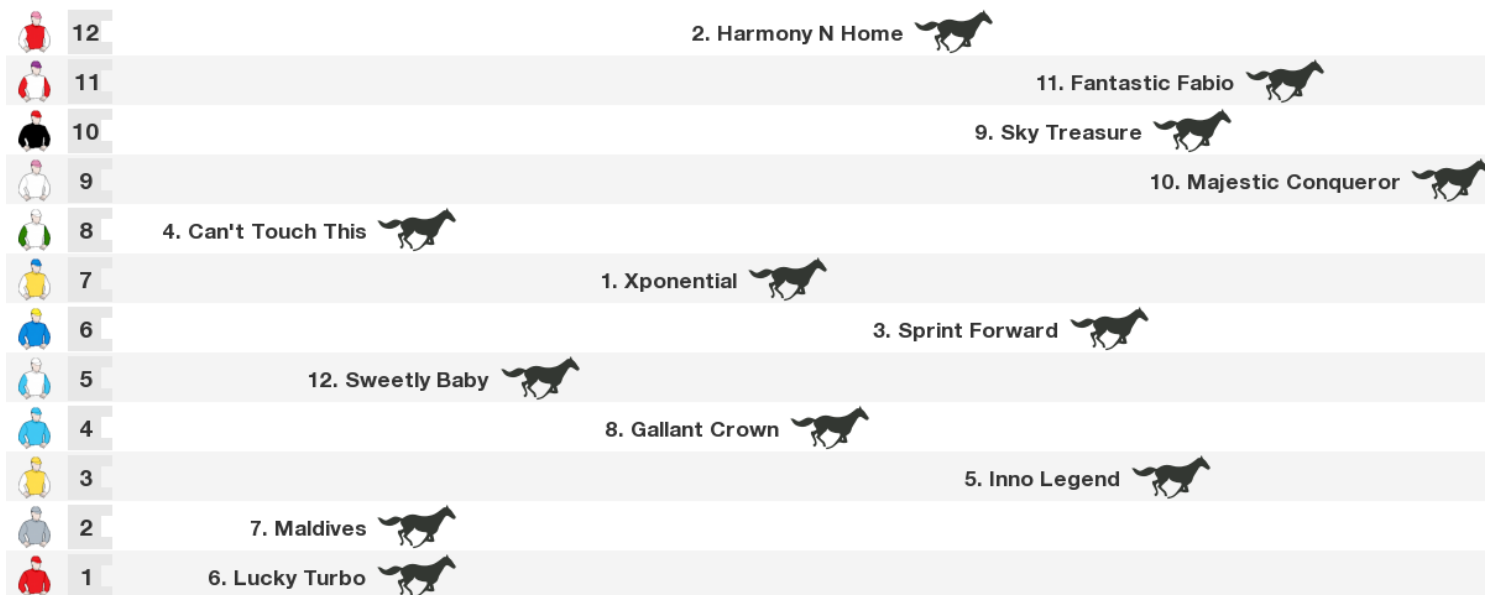 12 2. Harmony N Home
11 11. Fantastic Fabio
10 9. Sky Treasure
9 10. Majestic Conqueror
8 4. Can't Touch This
7 1. Xponential
6 3. Sprint Forward
5 12. Sweetly Baby
4 8. Gallant Crown
3 5. Inno Legend
2 7. Maldives
1 6. Lucky Turbo